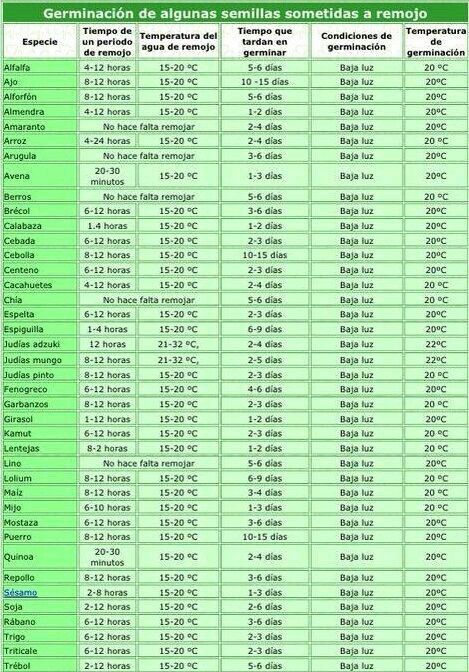 Germinación de algunas semillas sometidas a remojo
Especie Tiempo de un periodo de remojo Temperatura del agua de remojo Tiempo que tardan en germinar Condiciones de germinación Temperatura de germinación
Alfalfa 4-12 horas 15-20 ºC 5-6 días Baja luz 20 ºC
Ajo 8-12 horas 15-20 ºC 10 -15 días Baja luz 20ºC
Alforfón 8-12 horas 15-20 ºC 5-6 días Baja luz 20ºC
Almendra 4-12 horas 15-20 ºC 1-2 días Baja luz 20ºC
Amaranto No hace falta remojar 2-4 días Baja luz 20ºC
Arroz 4-24 horas 15-20 ºC 2-4 días Baja luz 20 ºC
Arugula No hace falta remojar 3-6 días Baja luz 20ºC
Avena 20-30 minutos 15-20 ºC 1-3 días Baja luz 20ºC
Berros No hace falta remojar 5-6 días Baja luz 20 ºC
Brécol 6-12 horas 15-20 ºC 3-6 días Baja luz 20ºC
Calabaza 1.4 horas 15-20 ºC 1-2 días Baja luz 20ºC
Cebada 6-12 horas 15-20 ºC 2-3 días Baja luz 20ºC
Cebolla 8-12 horas 15-20 ºC 10-15 días Baja luz 20ºC
Centeno 6-12 horas 15-20 ºC 2-3 días Baja luz 20ºC
Cacahuetes 4-12 horas 15-20 ºC 2-4 días Baja luz 20 ºC
Chía No hace falta remojar 5-6 días Baja luz 20 ºC
Espelta 6-12 horas 15-20 ºC 2-3 días Baja luz 20ºC
Espiguilla 1-4 horas 15-20 ºC 6-9 días Baja luz 20ºC
Judías adzuki 12 horas 21-32 ºC, 2-4 días Baja luz 22ºC
Judías mungo 8-12 horas 21-32 ºC, 2-5 días Baja luz 22ºC
Judías pinto 8-12 horas 15-20 ºC 2-3 días Baja luz 20 ºC
Fenogreco 6-12 horas 15-20 ºC 4-6 días Baja luz 20ºC
Garbanzos 8-12 horas 15-20 ºC 2-3 días Baja luz 20 ºC
Girasol 1-12 horas 15-20 ºC 1-2 días Baja luz 20ºC
Kamut 6-12 horas 15-20 ºC 2-3 días Baja luz 20ºC
Lentejas 8-2 horas 15-20 ºC 1-2 días Baja luz 20 ºC
Lino No hace falta remojar 5-6 días Baja luz 20ºC
Lolium 8-12 horas 15-20 ºC 6-9 días Baja luz 20ºC
Maíz 8-12 horas 15-20 ºC 3-4 días Baja luz 20ºC
Mijo 6-10 horas 15-20 ºC 1-3 días Baja luz 20 ºC
Mostaza 6-12 horas 15-20 ºC 3-6 días Baja luz 20ºC
Puerro 8-12 horas 15-20 ºC 10-15 días Baja luz 20ºC
Quinoa 20-30 minutos 15-20 ºC 2-4 días Baja luz 20ºC
Repollo 8-12 horas 15-20 ºC 3-6 días Baja luz 20ºC
Sésamo 2-8 horas 15-20 ºC 1-3 días Baja luz 20ºC
Soja 2-12 horas 15-20 ºC 2-6 días Baja luz 20ºC
Rábano 6-12 horas 15-20 ºC 3-6 días Baja luz 20ºC
Trigo 6-12 horas 15-20 ºC 2-3 días Baja luz 20ºC
Triticale 6-12 horas 15-20 ºC 2-3 días Baja luz 20ºC
Trébol 2-12 horas 15-20 ºC 5-6 días Baja luz 20ºC